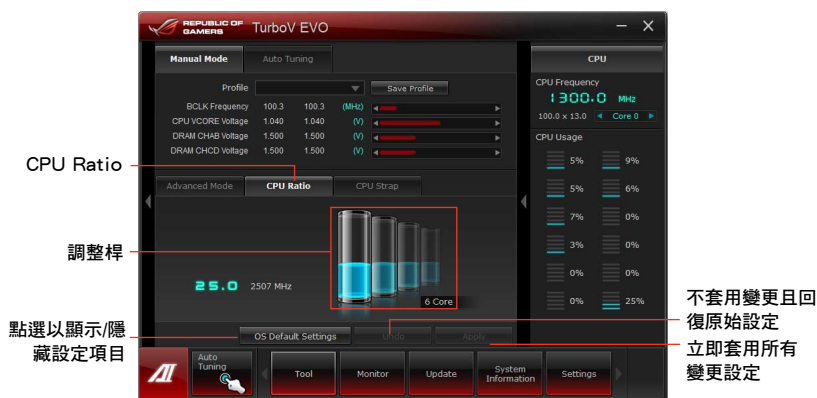 REPUBLIC OF
GAMERS
TurboV EVO
Manual Mode
Auto Tuning
Profile
Save Profile
BCLK Frequency 100.3 100.3 (MHz)
CPU VCORE Voltage 1.040 1.040 (V)
DRAM CHAB Voltage 1.500 1.500 (V)
DRAM CHCD Voltage 1.500 1.500 (V)
CPU
CPU Frequency
1300.0 MHz
100.0 x 13.0 Core 0
CPU Usage
5% 9%
5% 6%
7% 0%
3% 0%
0% 0%
0% 25%
CPU Ratio
Advanced Mode
CPU Ratio
CPU Strap
調整桿
25.0 2507 MHz
6 Core
點選以顯示/隱
藏設定項目
OS Default Settings
Undo
Apply
不套用變更且回
復原始設定
立即套用所有
變更設定
Auto
Tuning
Tool
Monitor
Update
System
Information
Settings